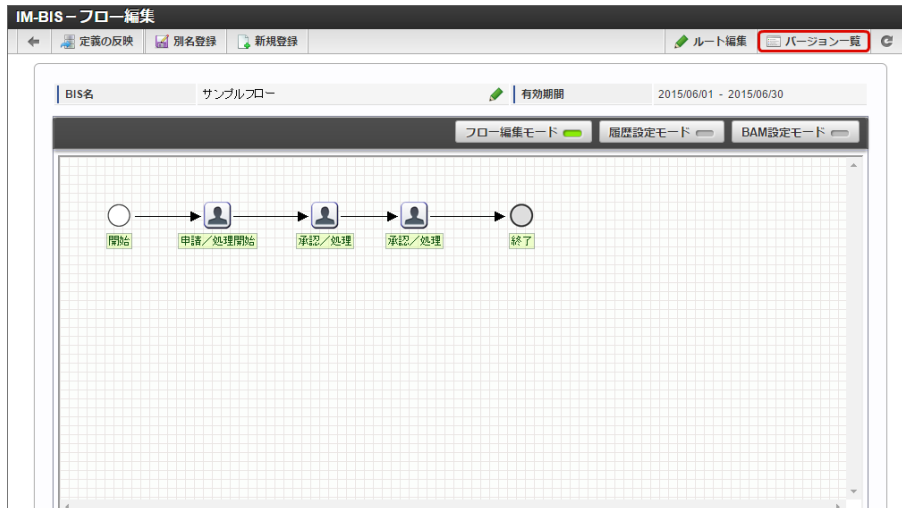 IM-BIS－フロー編集
定義の反映 別名登録 新規登録 ルート編集 バージョン一覧
BIS名 サンプルフロー 有効期間 2015/06/01 - 2015/06/30
フロー編集モード 履歴設定モード BAM設定モード
開始 申請／処理開始 承認／処理 承認／処理 終了